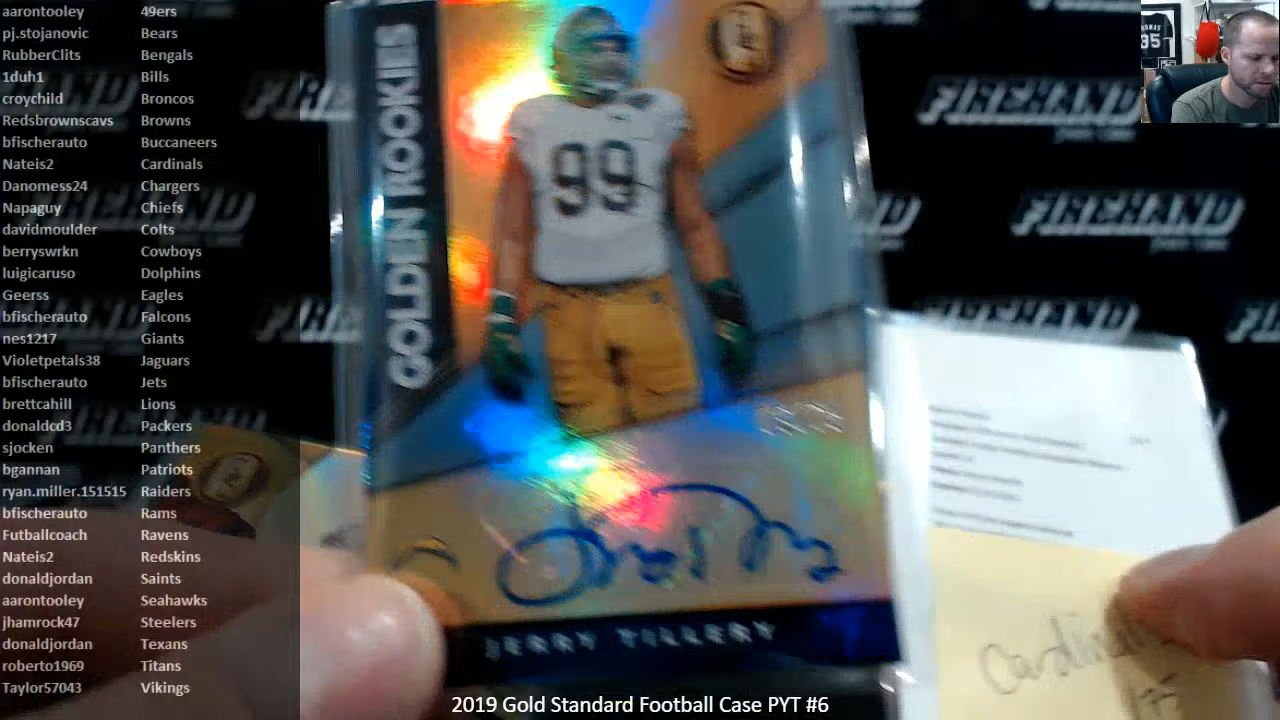 aarontooley 49ers
pj.stojanovic Bears
RubberClits Bengals
1duh1 Bills
croychild Broncos
Redsbrownscavs Browns
bfischerauto Buccaneers
Nateis2 Cardinals
Danomess24 Chargers
Napaguy Chiefs
davidmoulder Colts
berryswrkn Cowboys
luigicaruso Dolphins
Geerss Eagles
bfischerauto Falcons
nes1217 Giants
Violetpetals38 Jaguars
bfischerauto Jets
brettcahill Lions
donaldcd3 Packers
sjocken Panthers
bgannan Patriots
ryan.miller.151515 Raiders
bfischerauto Rams
Futballcoach Ravens
Nateis2 Redskins
donaldjordan Saints
aarontooley Seahawks
jhamrock47 Steelers
donaldjordan Texans
roberto1969 Titans
Taylor57043 Vikings
GOLDEN ROOKIES
99
JERRY TILLERY
FIREHAND
FIREHAND
FIREHAND
95
2019 Gold Standard Football Case PYT #6